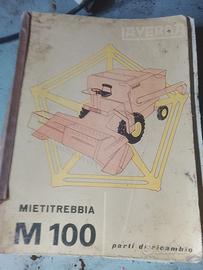 LAVERDA
MIETITREBBIA
M 100
parti di ricambio